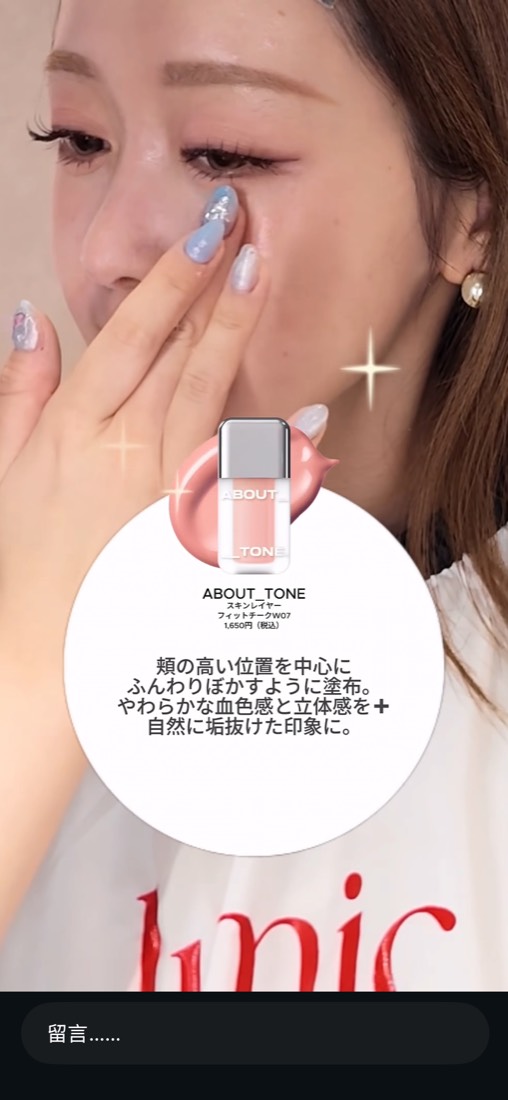 ABOUT_
_TONE
ABOUT_TONE
スキンレイヤー
フィットチークW07
1,650円（税込）
頬の高い位置を中心に
ふんわりぼかすように塗布。
やわらかな血色感と立体感を+
自然に垢抜けた印象に。
linic
留言......